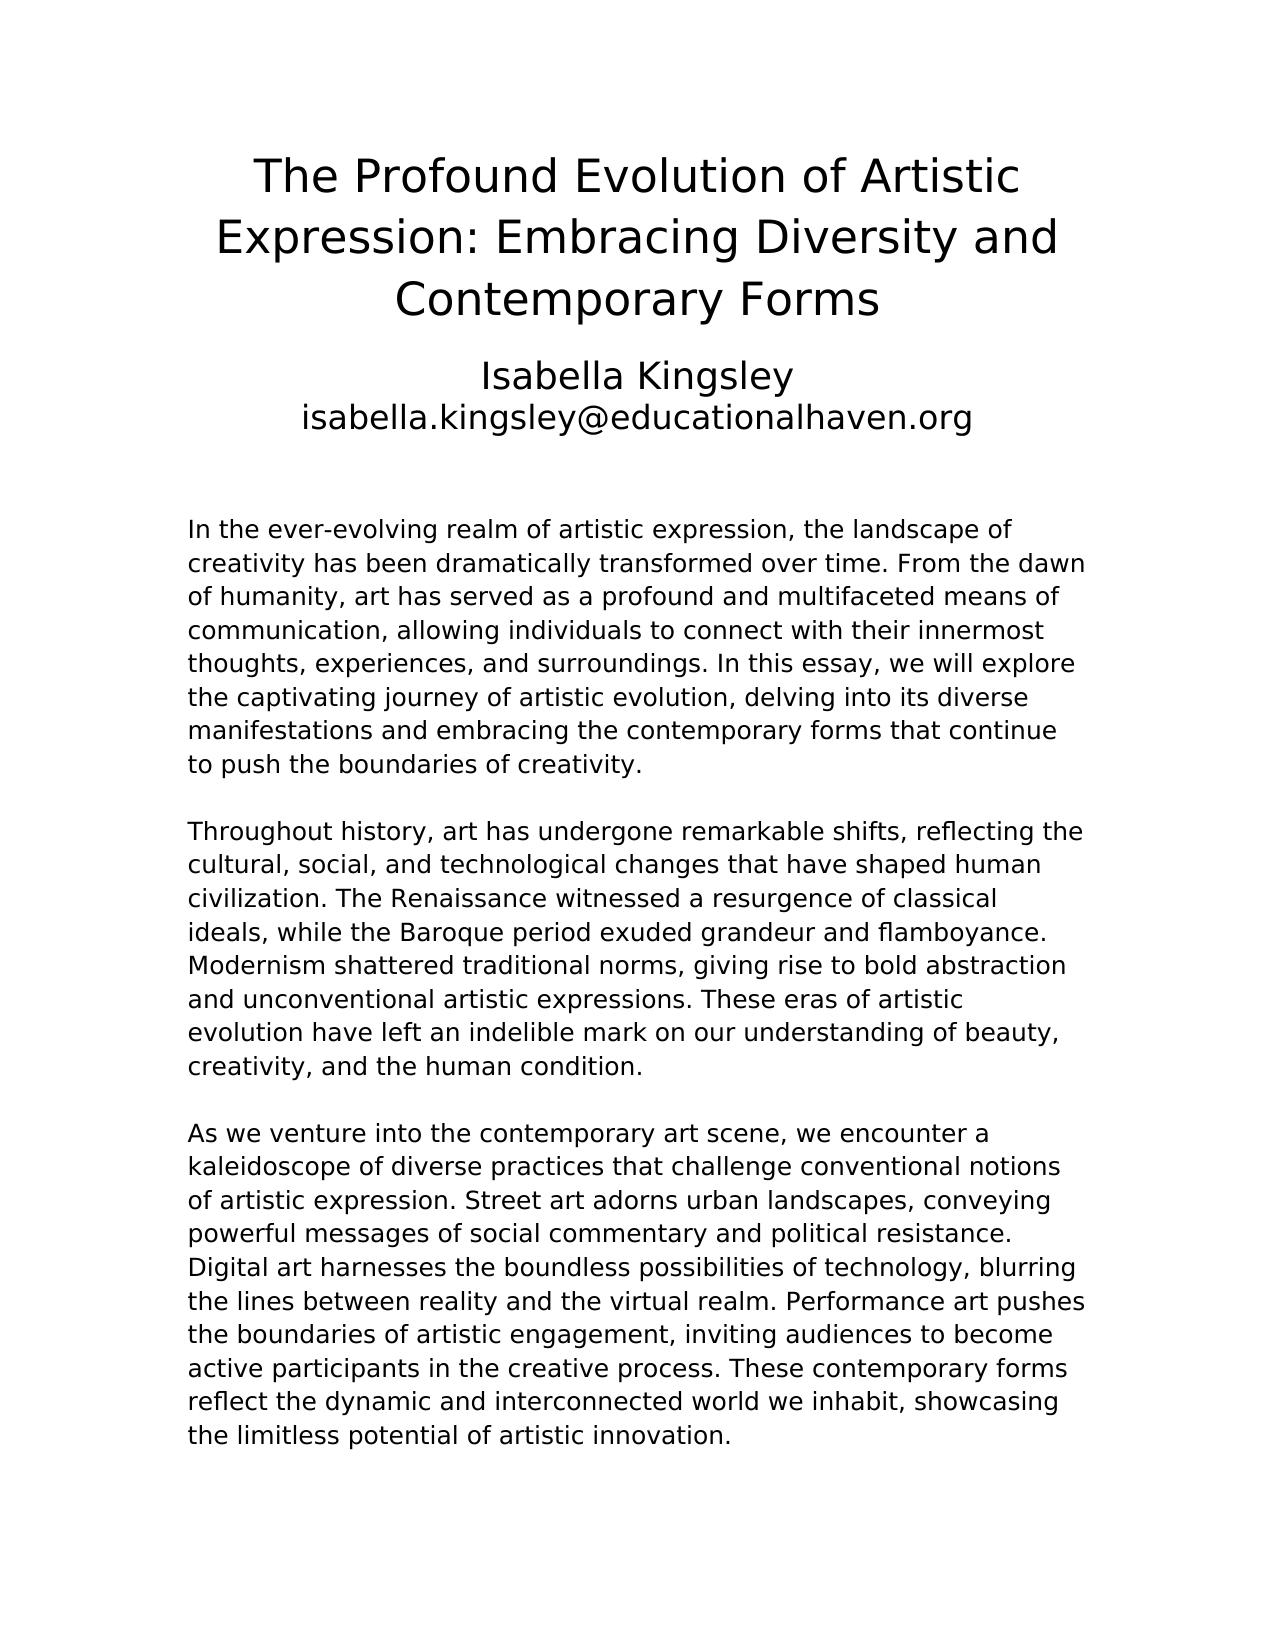 The Profound Evolution of Artistic
Expression: Embracing Diversity and
Contemporary Forms
Isabella Kingsley
isabella.kingsley@educationalhaven.org
In the ever-evolving realm of artistic expression, the landscape of
creativity has been dramatically transformed over time. From the dawn
of humanity, art has served as a profound and multifaceted means of
communication, allowing individuals to connect with their innermost
thoughts, experiences, and surroundings. In this essay, we will explore
the captivating journey of artistic evolution, delving into its diverse
manifestations and embracing the contemporary forms that continue
to push the boundaries of creativity.
Throughout history, art has undergone remarkable shifts, reflecting the
cultural, social, and technological changes that have shaped human
civilization. The Renaissance witnessed a resurgence of classical
ideals, while the Baroque period exuded grandeur and flamboyance.
Modernism shattered traditional norms, giving rise to bold abstraction
and unconventional artistic expressions. These eras of artistic
evolution have left an indelible mark on our understanding of beauty,
creativity, and the human condition.
As we venture into the contemporary art scene, we encounter a
kaleidoscope of diverse practices that challenge conventional notions
of artistic expression. Street art adorns urban landscapes, conveying
powerful messages of social commentary and political resistance.
Digital art harnesses the boundless possibilities of technology, blurring
the lines between reality and the virtual realm. Performance art pushes
the boundaries of artistic engagement, inviting audiences to become
active participants in the creative process. These contemporary forms
reflect the dynamic and interconnected world we inhabit, showcasing
the limitless potential of artistic innovation.